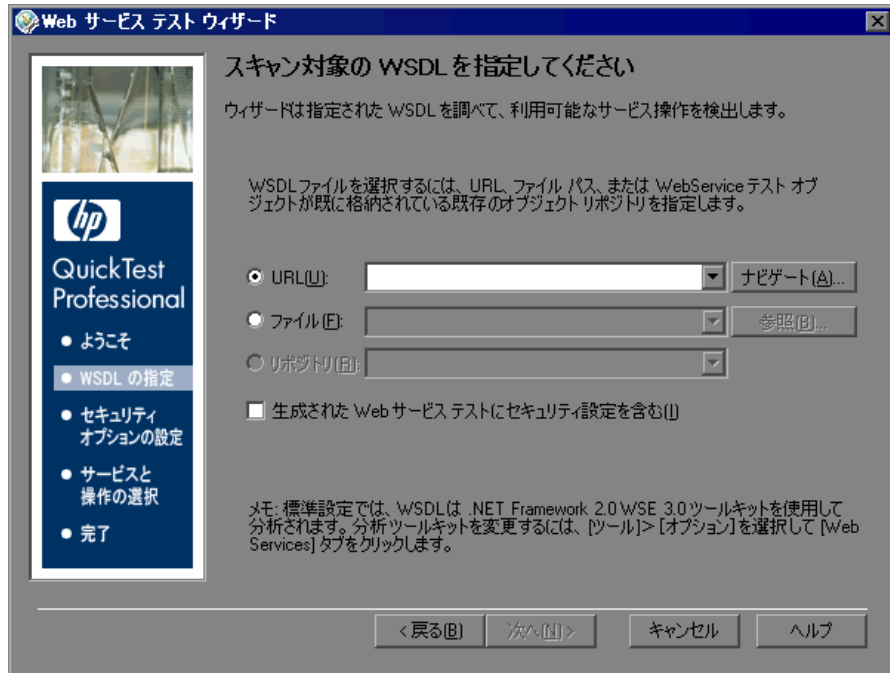 Web サービス テスト ウィザード
スキャン対象の WSDL を指定してください
ウィザードは指定された WSDL を調べて、利用可能なサービス操作を検出します。
WSDL ファイルを選択するには、URL、ファイル パス、または WebService テスト オブ
ジェクトが既に格納されている既存のオブジェクト リポジトリを指定します。
hp
QuickTest
Professional
● ようこそ
● WSDL の指定
● セキュリティ
オプションの設定
● サービスと
操作の選択
● 完了
URL(U):
ナビゲート(A)...
ファイル(F):
参照(B)...
リポジトリ(R):
生成された Web サービス テストにセキュリティ設定を含む(I)
メモ: 標準設定では、WSDLは .NET Framework 2.0 WSE 3.0 ツールキットを使用して
分析されます。分析ツールキットを変更するには、[ツール] > [オプション] を選択して [Web
Services] タブをクリックします。
< 戻る(B)
次へ(N) >
キャンセル
ヘルプ